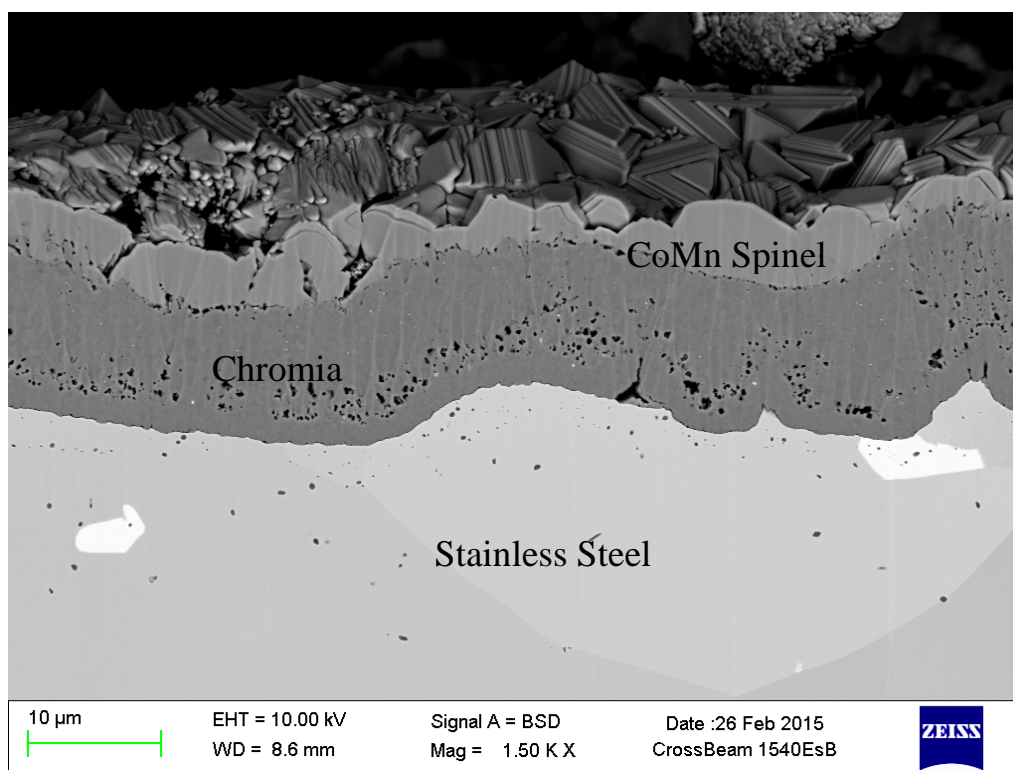 CoMn Spinel
Chromia
Stainless Steel
10 µm
EHT = 10.00 kV
Signal A = BSD
Date :26 Feb 2015
WD = 8.6 mm
Mag = 1.50 K X
CrossBeam 1540EsB
ZEISS